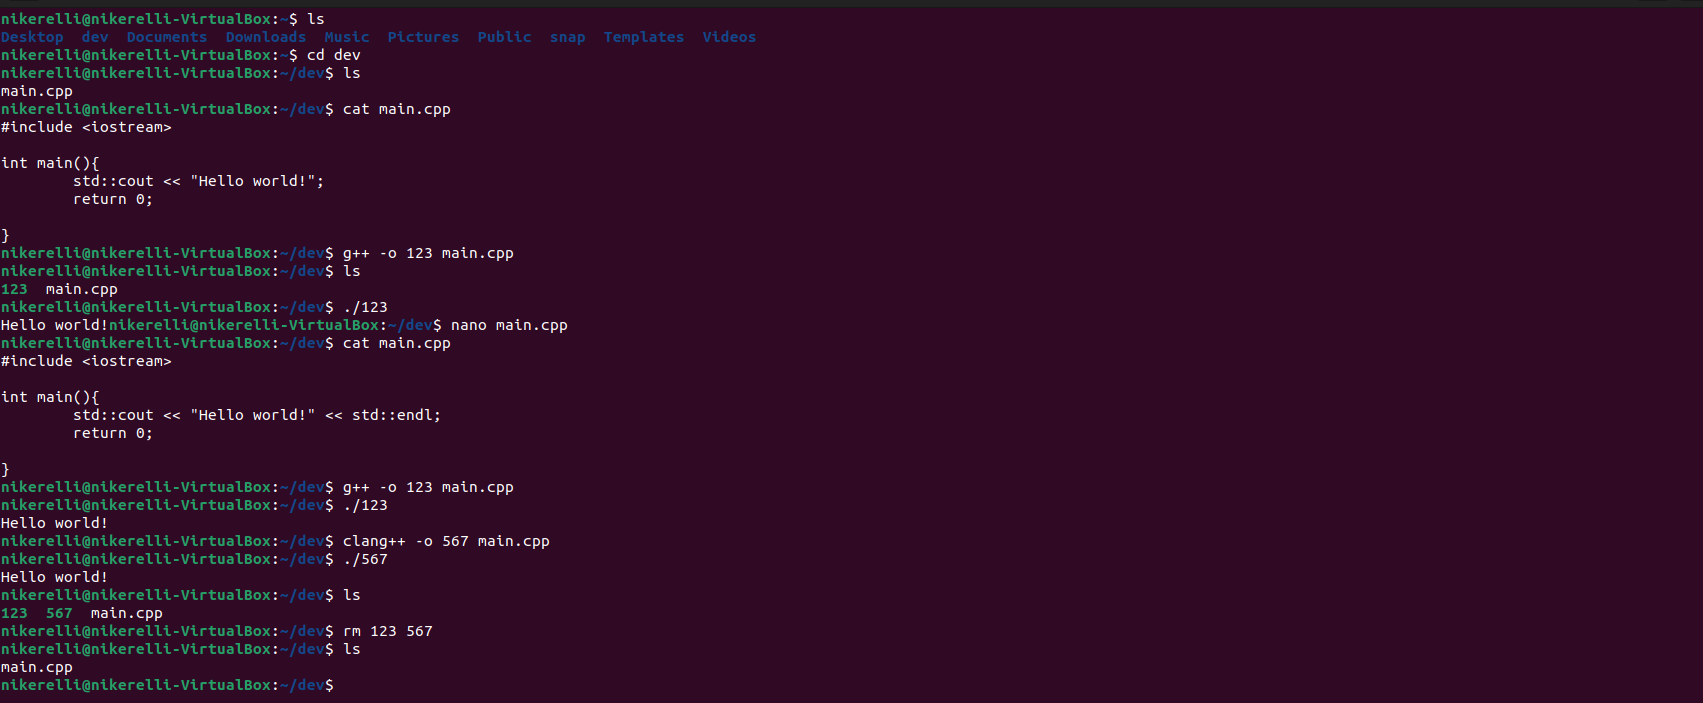 nikerelli@nikerelli-VirtualBox:~$ ls
Desktop  dev  Documents  Downloads  Music  Pictures  Public  snap  Templates  Videos
nikerelli@nikerelli-VirtualBox:~$ cd dev
nikerelli@nikerelli-VirtualBox:~/dev$ ls
main.cpp
nikerelli@nikerelli-VirtualBox:~/dev$ cat main.cpp
#include <iostream>

int main(){
        std::cout << "Hello world!";
        return 0;

}
nikerelli@nikerelli-VirtualBox:~/dev$ g++ -o 123 main.cpp
nikerelli@nikerelli-VirtualBox:~/dev$ ls
123  main.cpp
nikerelli@nikerelli-VirtualBox:~/dev$ ./123
Hello world!nikerelli@nikerelli-VirtualBox:~/dev$ nano main.cpp
nikerelli@nikerelli-VirtualBox:~/dev$ cat main.cpp
#include <iostream>

int main(){
        std::cout << "Hello world!" << std::endl;
        return 0;

}
nikerelli@nikerelli-VirtualBox:~/dev$ g++ -o 123 main.cpp
nikerelli@nikerelli-VirtualBox:~/dev$ ./123
Hello world!
nikerelli@nikerelli-VirtualBox:~/dev$ clang++ -o 567 main.cpp
nikerelli@nikerelli-VirtualBox:~/dev$ ./567
Hello world!
nikerelli@nikerelli-VirtualBox:~/dev$ ls
123  567  main.cpp
nikerelli@nikerelli-VirtualBox:~/dev$ rm 123 567
nikerelli@nikerelli-VirtualBox:~/dev$ ls
main.cpp
nikerelli@nikerelli-VirtualBox:~/dev$